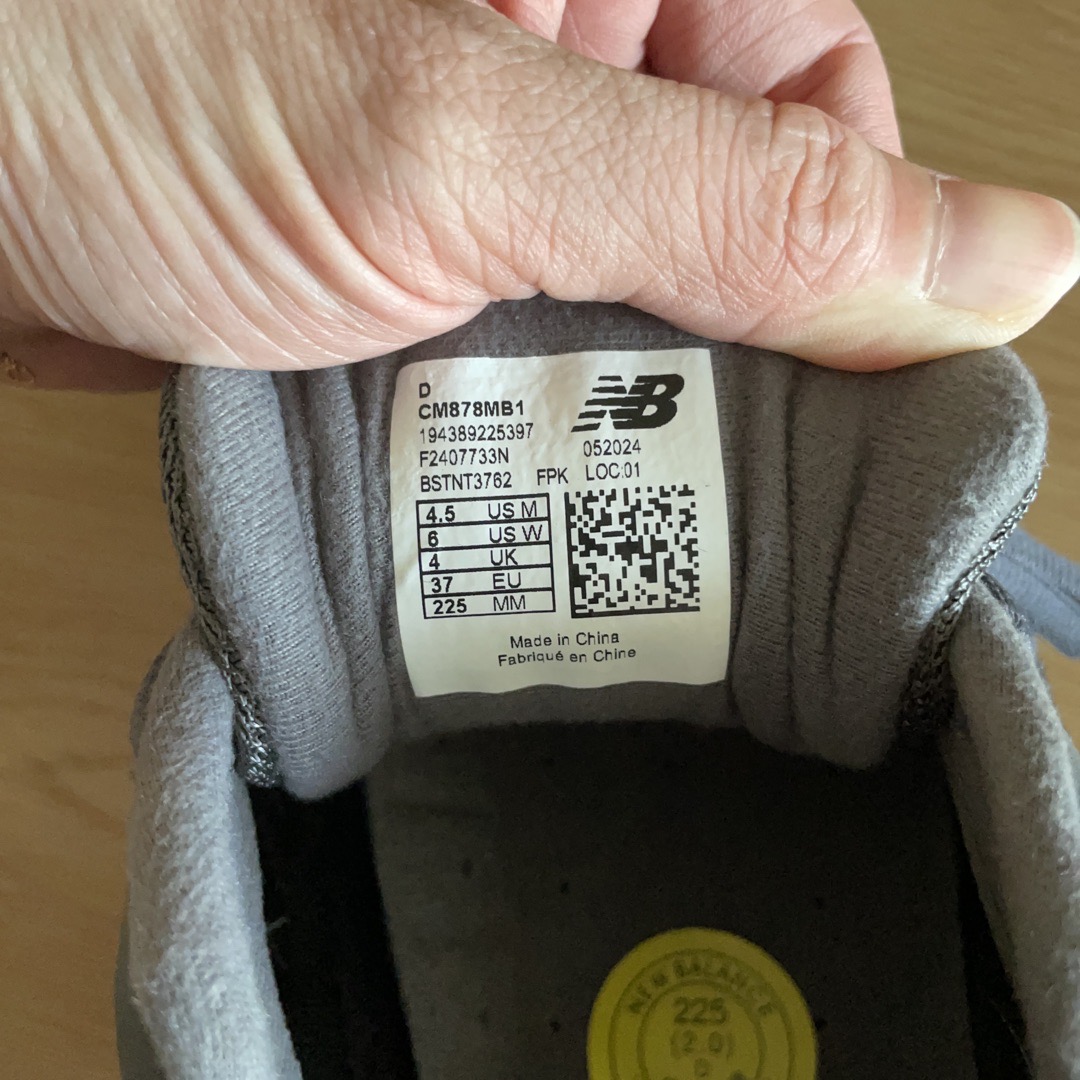 D
CM878MB1
194389225397
F2407733N 052024
BSTNT3762 FPK LOC:01
NB
4.5 US M
6 US W
4 UK
37 EU
225 MM
Made in China
Fabriqué en Chine
NEW BALANCE
225
(2.0)
D